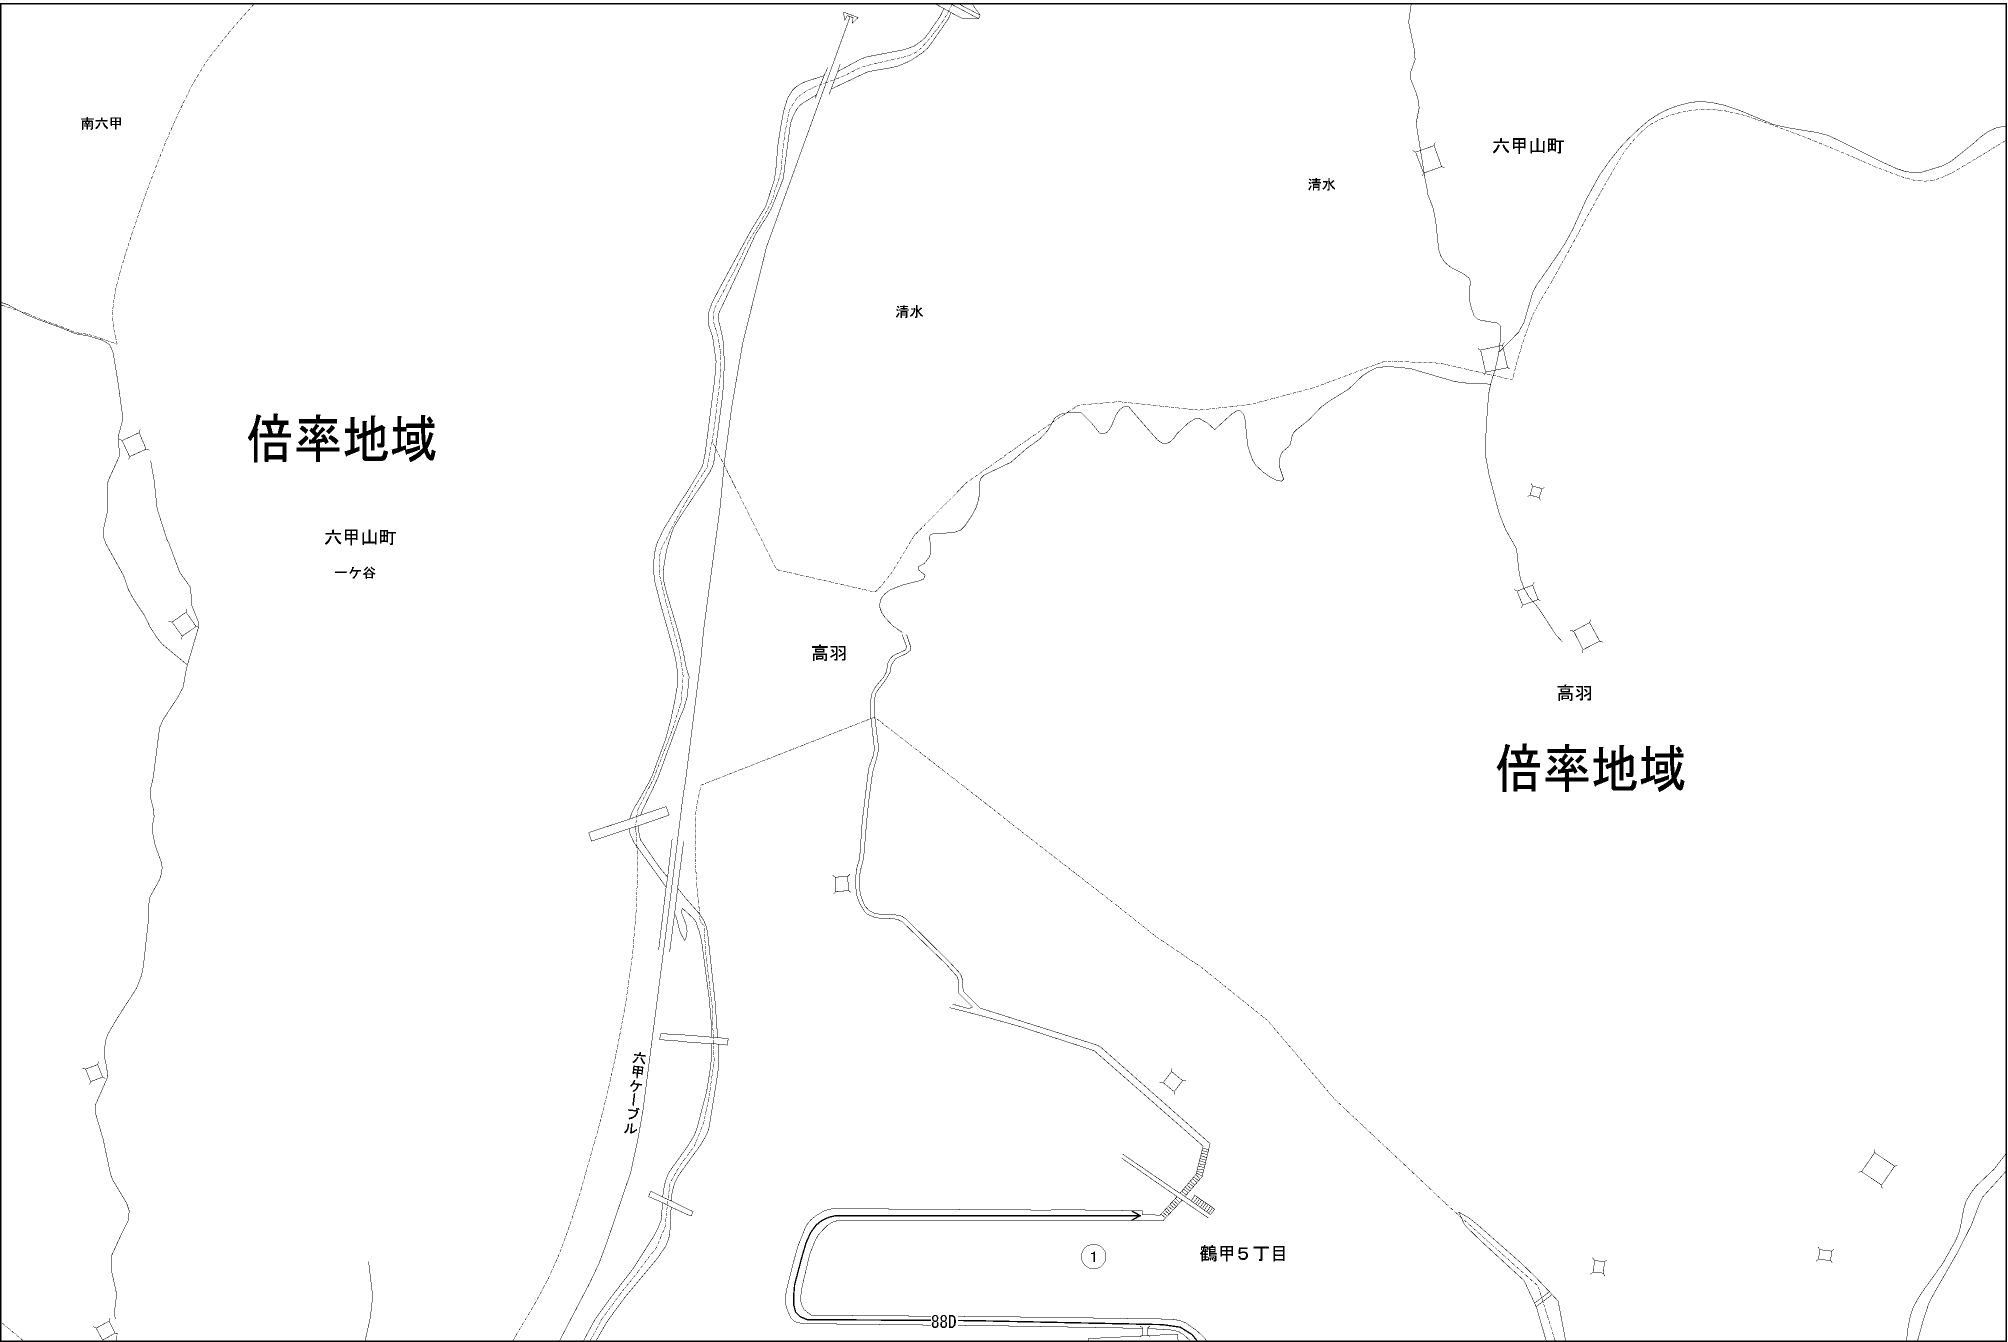 南六甲
六甲山町
清水
清水
倍率地域
六甲山町
一ケ谷
高羽
高羽
倍率地域
六甲ケーブル
鶴甲5丁目
1
88D